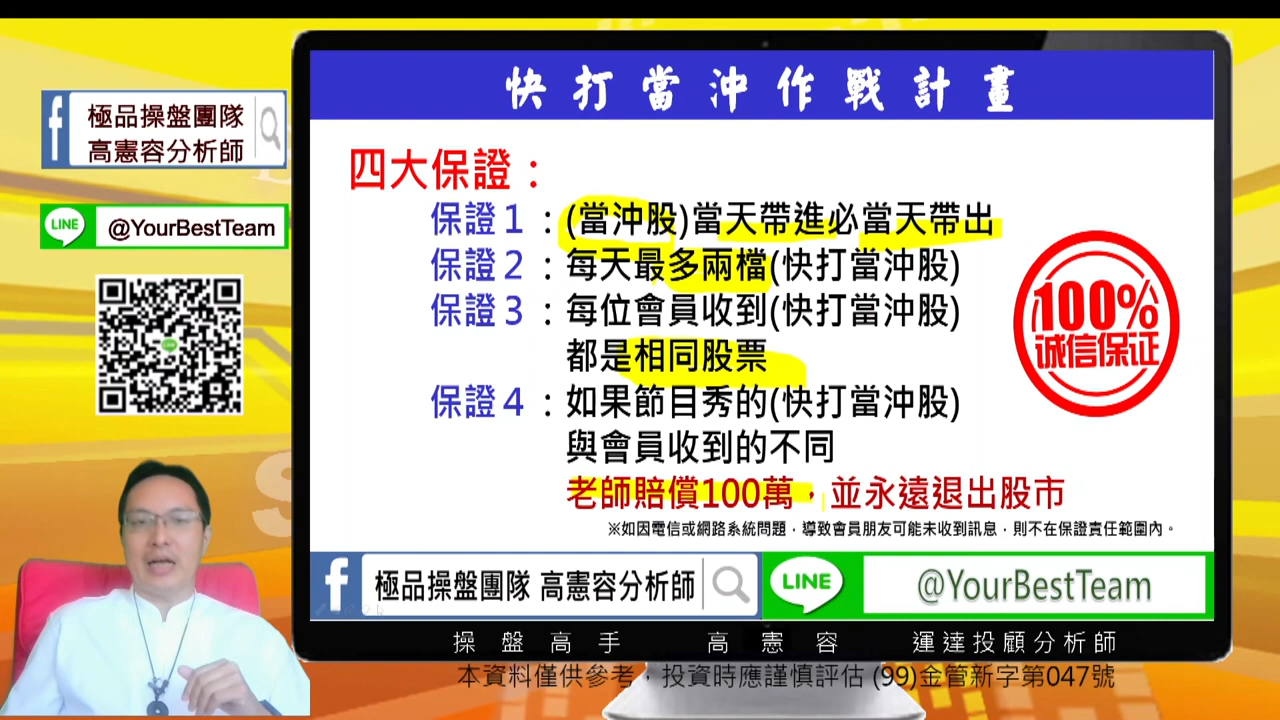 極品操盤團隊
高憲容分析師
LINE
@YourBestTeam
快打當沖作戰計畫
四大保證：
保證1：(當沖股)當天帶進必當天帶出
保證2：每天最多兩檔(快打當沖股)
保證3：每位會員收到(快打當沖股)
都是相同股票
保證4：如果節目秀的(快打當沖股)
與會員收到的不同
老師賠償100萬，並永遠退出股市
※如因電信或網路系統問題，導致會員朋友可能未收到訊息，則不在保證責任範圍內。
100%
诚信保证
極品操盤團隊 高憲容分析師
LINE
@YourBestTeam
操盤高手 高憲容 運達投顧分析師
本資料僅供參考，投資時應謹慎評估 (99)金管新字第047號